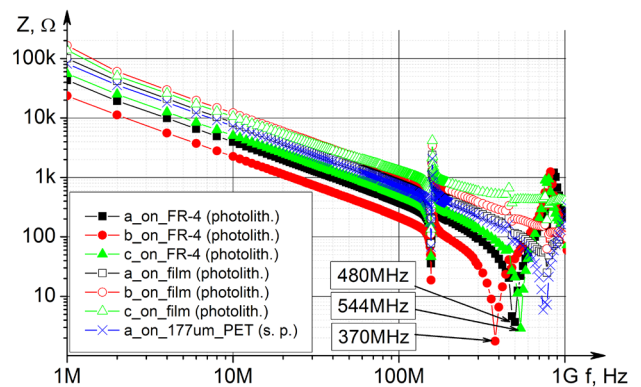 Z, Ω
100k
10k
1k
100
10
a_on_FR-4 (photolith.)
b_on_FR-4 (photolith.)
c_on_FR-4 (photolith.)
a_on_film (photolith.)
b_on_film (photolith.)
c_on_film (photolith.)
a_on_177um_PET (s. p.)
480MHz
544MHz
370MHz
1M 10M 100M 1G f, Hz